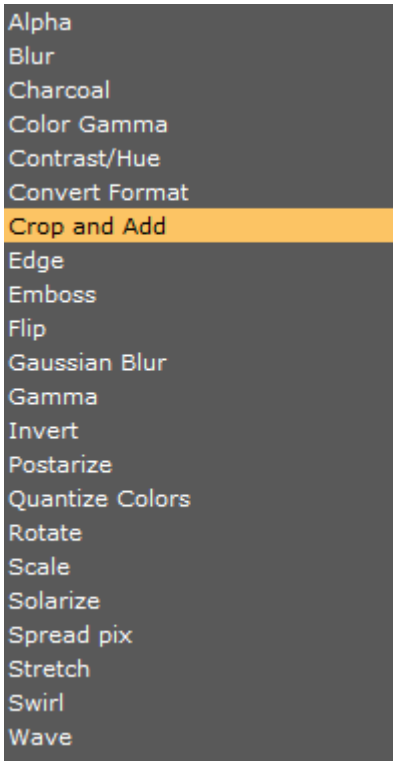 Alpha
Blur
Charcoal
Color Gamma
Contrast/Hue
Convert Format
Crop and Add
Edge
Emboss
Flip
Gaussian Blur
Gamma
Invert
Postarize
Quantize Colors
Rotate
Scale
Solarize
Spread pix
Stretch
Swirl
Wave